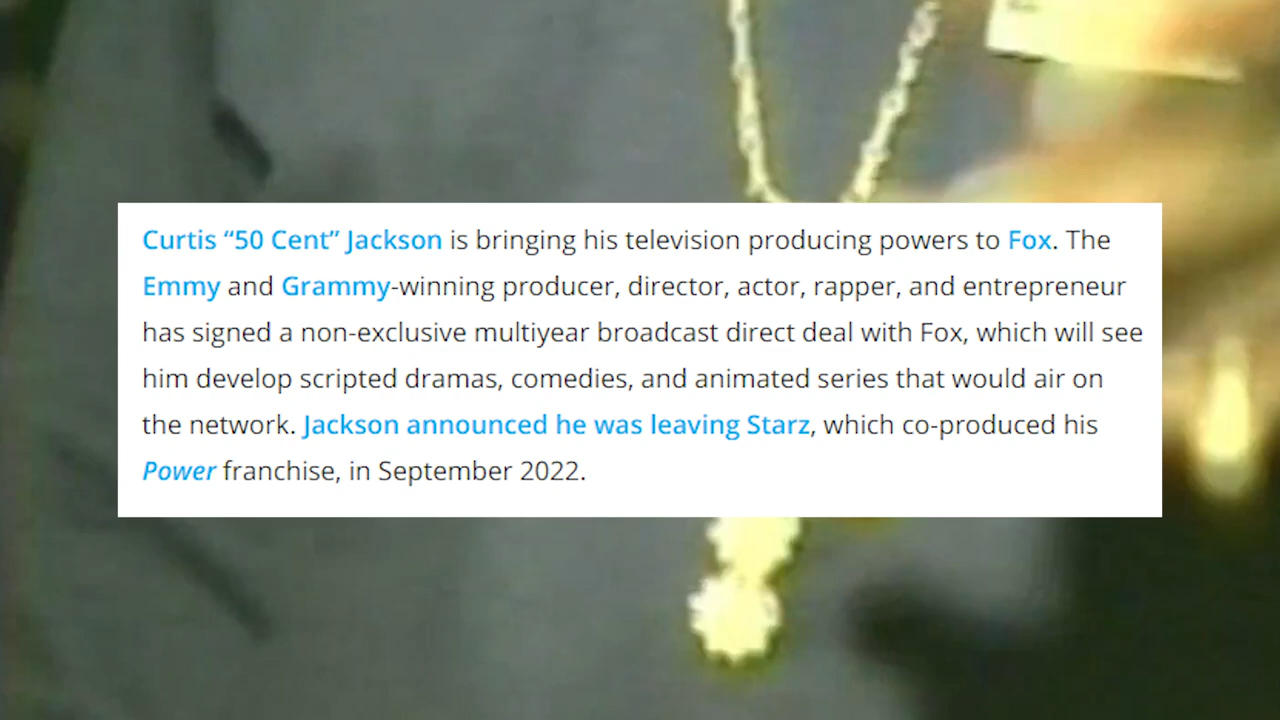 Curtis “50 Cent” Jackson is bringing his television producing powers to Fox. The
Emmy and Grammy-winning producer, director, actor, rapper, and entrepreneur
has signed a non-exclusive multiyear broadcast direct deal with Fox, which will see
him develop scripted dramas, comedies, and animated series that would air on
the network. Jackson announced he was leaving Starz, which co-produced his
Power franchise, in September 2022.